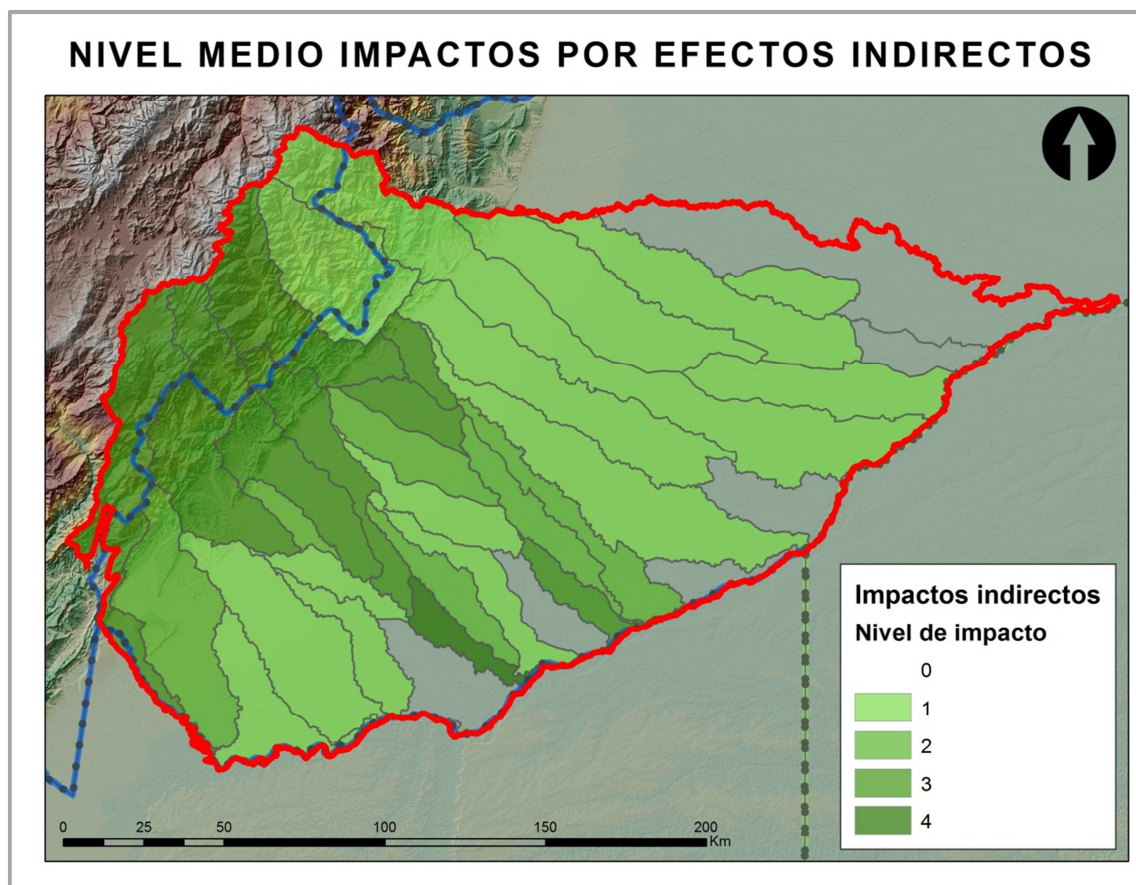 NIVEL MEDIO IMPACTOS POR EFECTOS INDIRECTOS
Impactos indirectos
Nivel de impacto
0
1
2
3
4
0 25 50 100 150 200
Km